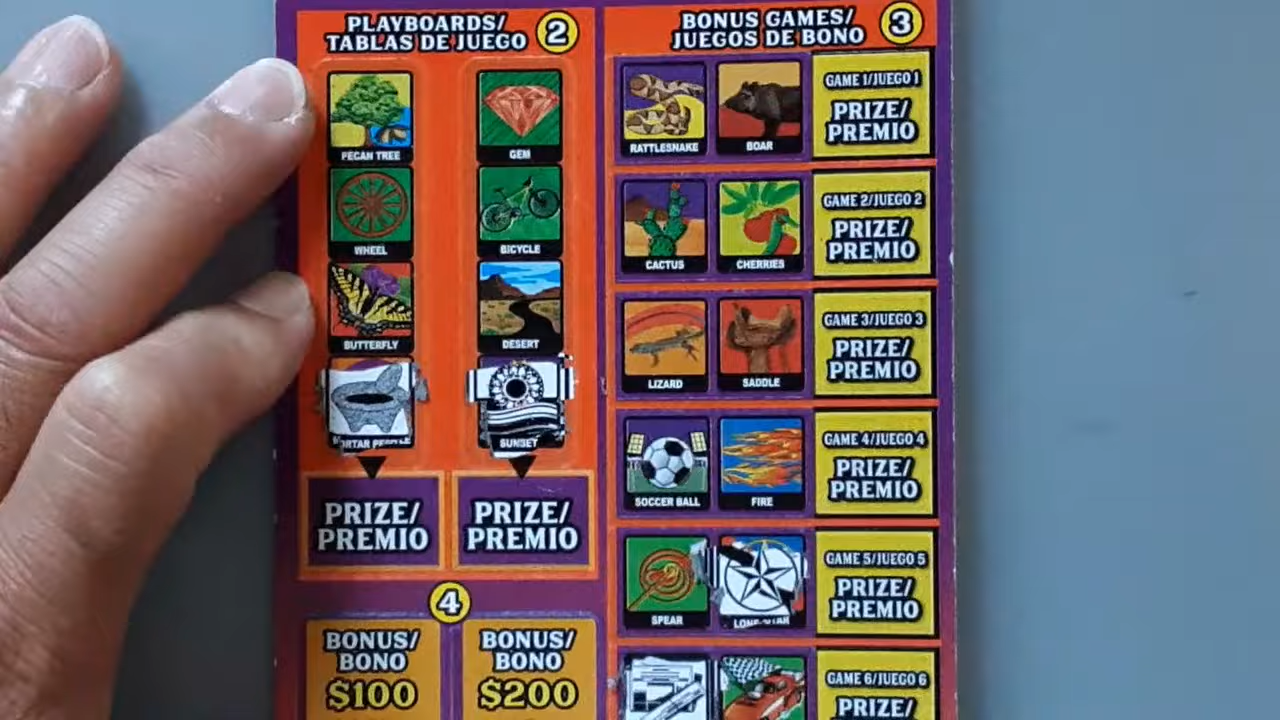 PLAYBOARDS/
TABLAS DE JUEGO
2
PECAN TREE
GEM
WHEEL
BICYCLE
BUTTERFLY
DESERT
SUNSET
PRIZE/
PREMIO
PRIZE/
PREMIO
4
BONUS/
BONO
$100
BONUS/
BONO
$200
BONUS GAMES/
JUEGOS DE BONO
3
RATTLESNAKE
BOAR
GAME 1/JUEGO 1
PRIZE/
PREMIO
CACTUS
CHERRIES
GAME 2/JUEGO 2
PRIZE/
PREMIO
LIZARD
SADDLE
GAME 3/JUEGO 3
PRIZE/
PREMIO
SOCCER BALL
FIRE
GAME 4/JUEGO 4
PRIZE/
PREMIO
SPEAR
GAME 5/JUEGO 5
PRIZE/
PREMIO
GAME 6/JUEGO 6
PRIZE/